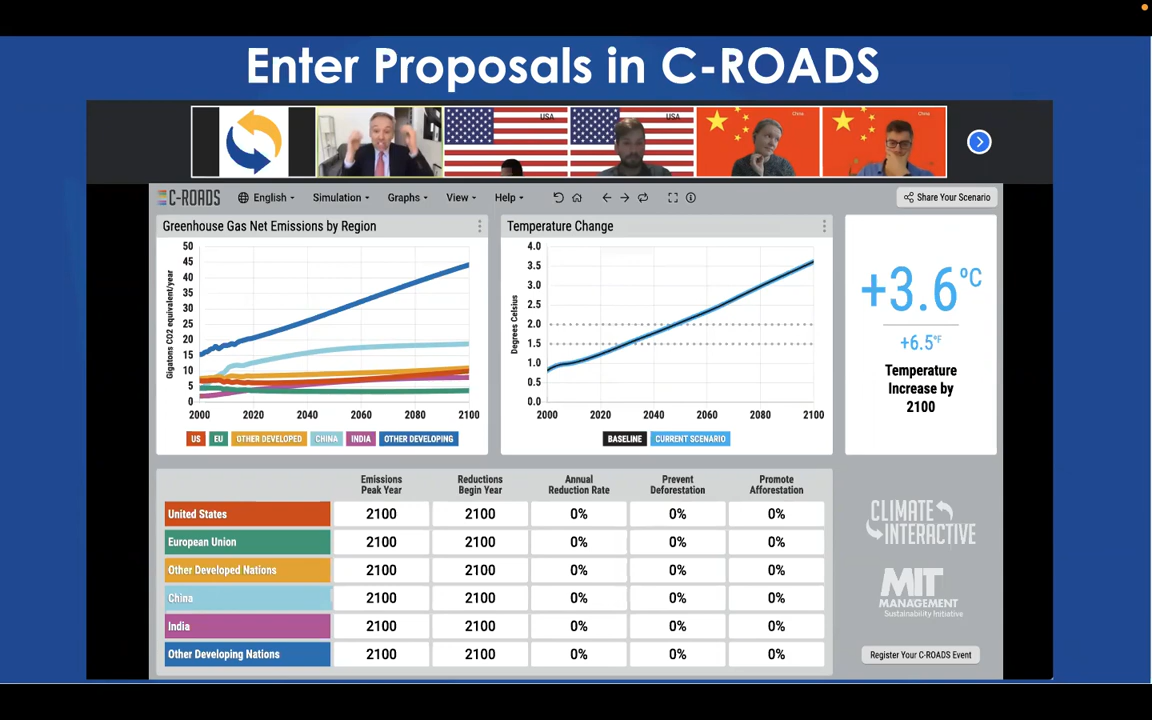 Enter Proposals in C-ROADS
USA
USA
China
China
C-ROADS
English
Simulation
Graphs
View
Help
Share Your Scenario
Greenhouse Gas Net Emissions by Region
50
45
40
35
30
25
20
15
10
5
0
Gigatons CO2 equivalent/year
2000 2020 2040 2060 2080 2100
US EU OTHER DEVELOPED CHINA INDIA OTHER DEVELOPING
Temperature Change
4.0
3.5
3.0
2.5
2.0
1.5
1.0
0.5
0.0
Degrees Celsius
2000 2020 2040 2060 2080 2100
BASELINE CURRENT SCENARIO
+3.6°C
+6.5°F
Temperature
Increase by
2100
Emissions
Peak Year
Reductions
Begin Year
Annual
Reduction Rate
Prevent
Deforestation
Promote
Afforestation
United States 2100 2100 0% 0% 0%
European Union 2100 2100 0% 0% 0%
Other Developed Nations 2100 2100 0% 0% 0%
China 2100 2100 0% 0% 0%
India 2100 2100 0% 0% 0%
Other Developing Nations 2100 2100 0% 0% 0%
CLIMATE
INTERACTIVE
MIT
MANAGEMENT
Sustainability Initiative
Register Your C-ROADS Event